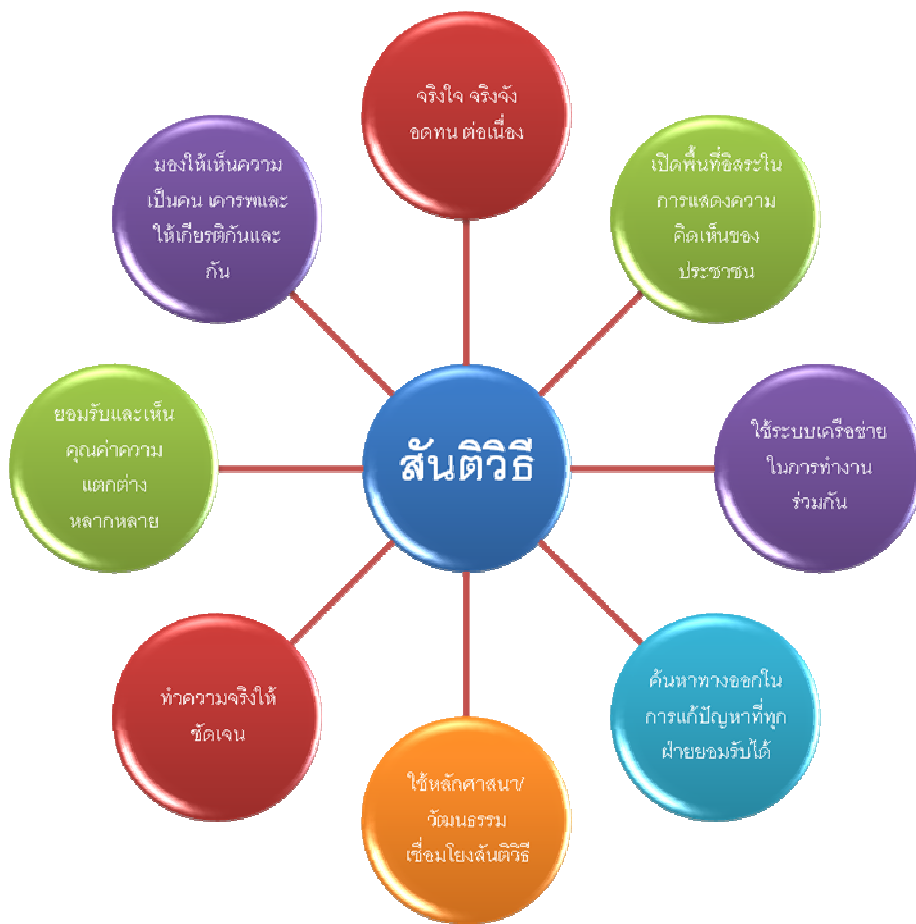 จริงใจ จริงจัง
อดทน ต่อเนื่อง
เปิดพื้นที่อิสระใน
การแสดงความ
คิดเห็นของ
ประชาชน
ใช้ระบบเครือข่าย
ในการทำงาน
ร่วมกัน
ค้นหาทางออกใน
การแก้ปัญหาที่ทุก
ฝ่ายยอมรับได้
ใช้หลักศาสนา/
วัฒนธรรม
เชื่อมโยงสันติวิธี
ทำความจริงให้
ชัดเจน
ยอมรับและเห็น
คุณค่าความ
แตกต่าง
หลากหลาย
มองให้เห็นความ
เป็นคน เคารพและ
ให้เกียรติกันและ
กัน
สันติวิธี